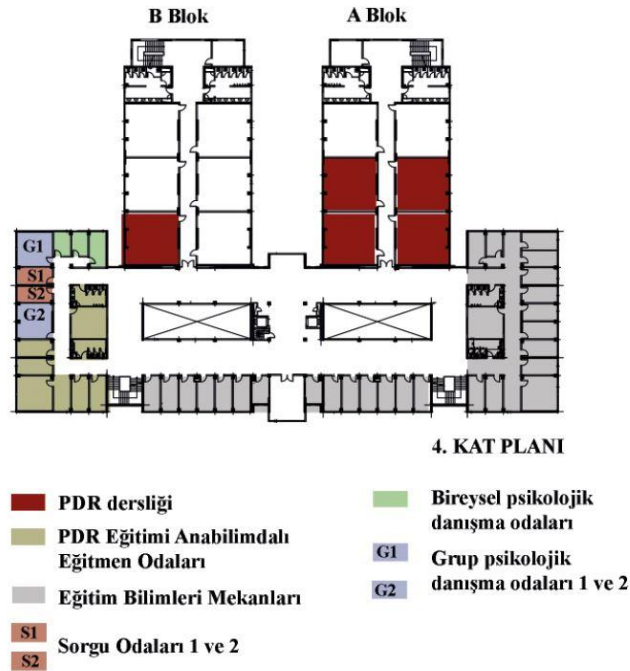 B Blok
A Blok
G1
S1
S2
G2
4. KAT PLANI
PDR dersliği
PDR Eğitimi Anabilimdalı
Eğitmen Odaları
Eğitim Bilimleri Mekanları
S1
S2
Sorgu Odaları 1 ve 2
Bireysel psikolojik
danışma odaları
G1
G2
Grup psikolojik
danışma odaları 1 ve 2